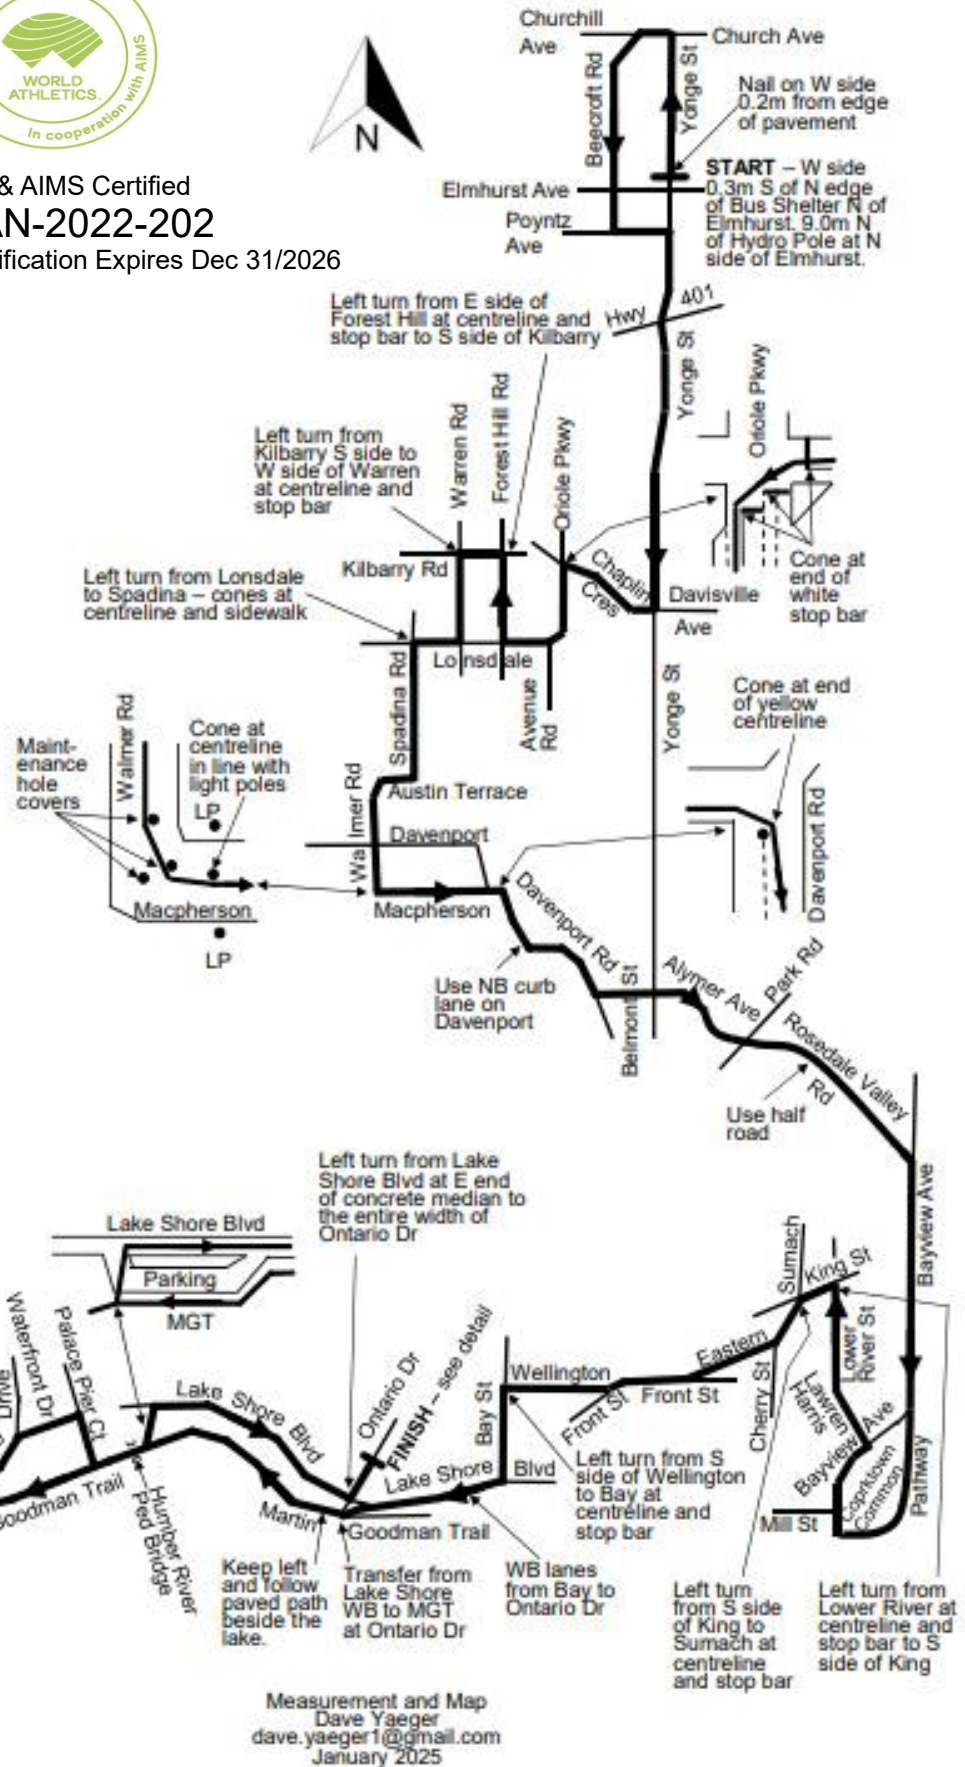 WORLD
ATHLETICS.
In cooperation with AIMS
& AIMS Certified
AN-2022-202
ification Expires Dec 31/2026
N
Churchill
Ave
Church Ave
Beecroft Rd
Yonge St
Nail on W side
0.2m from edge
of pavement
Elmhurst Ave
START – W side
0.3m S of N edge
of Bus Shelter N of
Elmhurst. 9.0m N
of Hydro Pole at N
side of Elmhurst.
Poyntz
Ave
Hwy 401
Left turn from E side of
Forest Hill at centreline and
stop bar to S side of Kilbarry
Yonge St
Oriole Pkwy
Warren Rd
Forest Hill Rd
Oriole Pkwy
Left turn from
Kilbarry S side to
W side of Warren
at centreline and
stop bar
Kilbarry Rd
Chaplin
Cres
Davisville
Ave
Cone at
end of
white
stop bar
Left turn from Lonsdale
to Spadina – cones at
centreline and sidewalk
Lonsdale
Spadina Rd
Avenue
Rd
Yonge St
Cone at end
of yellow
centreline
Walmer Rd
Maint-
enance
hole
covers
Cone at
centreline
in line with
light poles
LP
Macpherson
LP
Walmer Rd
Austin Terrace
Davenport
Macpherson
Davenport Rd
Davenport Rd
Use NB curb
lane on
Davenport
Belmont St
Alymer Ave
Park Rd
Rosedale Valley
Rd
Use half
road
Bayview Ave
Left turn from Lake
Shore Blvd at E end
of concrete median to
the entire width of
Ontario Dr
Lake Shore Blvd
Parking
MGT
Waterfront Dr
Drive
Palace Pier Ct
Lake Shore Blvd
Ontario Dr
FINISH – see detail
Bay St
Wellington
Front St
Front St
Eastern
Cherry St
Sumach
King St
Lower
River St
Lawren
Harris
Bayview Ave
Corktown
Common
Pathway
Mill St
Lake Shore
Blvd
Goodman Trail
Humber River
Ped Bridge
Martin
Goodman Trail
Left turn from S
side of Wellington
to Bay at
centreline and
stop bar
Keep left
and follow
paved path
beside the
lake.
Transfer from
Lake Shore
WB to MGT
at Ontario Dr
WB lanes
from Bay to
Ontario Dr
Left turn
from S side
of King to
Sumach at
centreline
and stop bar
Left turn from
Lower River at
centreline and
stop bar to S
side of King
Measurement and Map
Dave Yaeger
dave.yaeger1@gmail.com
January 2025